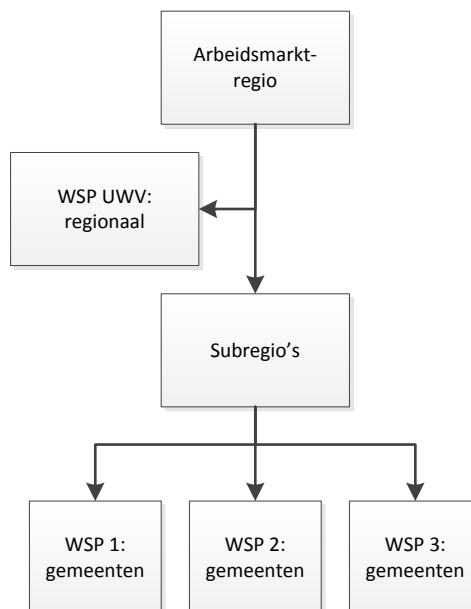 Arbeidsmarkt-
regio
WSP UWV:
regionaal
Subregio’s
WSP 1:
gemeenten
WSP 2:
gemeenten
WSP 3:
gemeenten